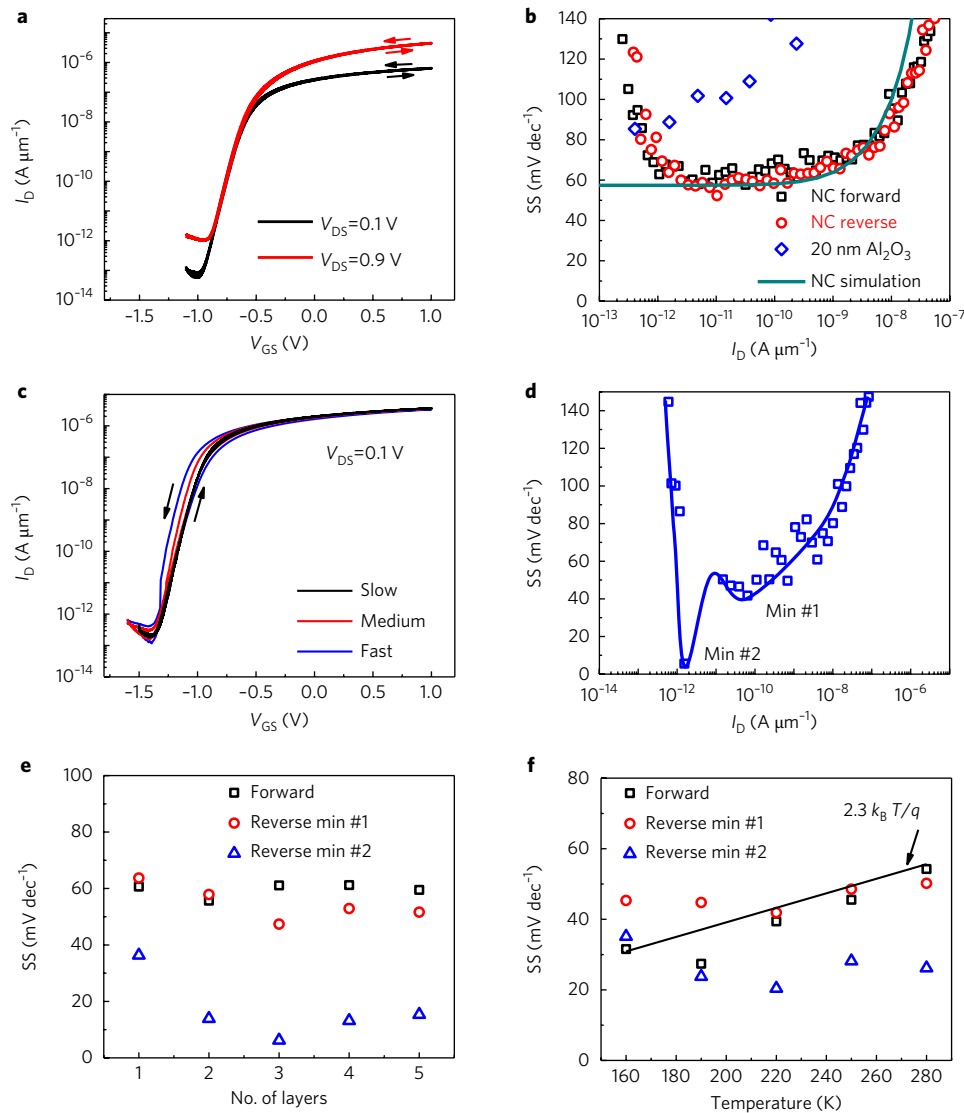 a
10⁻⁴
10⁻⁶
10⁻⁸
10⁻¹⁰
10⁻¹²
10⁻¹⁴
I_D (A µm⁻¹)
V_DS=0.1 V
V_DS=0.9 V
−1.5 −1.0 −0.5 0.0 0.5 1.0
V_GS (V)
b
140
120
100
80
60
40
20
0
SS (mV dec⁻¹)
NC forward
NC reverse
20 nm Al₂O₃
NC simulation
10⁻¹³ 10⁻¹² 10⁻¹¹ 10⁻¹⁰ 10⁻⁹ 10⁻⁸ 10⁻⁷
I_D (A µm⁻¹)
c
10⁻⁴
10⁻⁶
10⁻⁸
10⁻¹⁰
10⁻¹²
10⁻¹⁴
I_D (A µm⁻¹)
V_DS=0.1 V
Slow
Medium
Fast
−1.5 −1.0 −0.5 0.0 0.5 1.0
V_GS (V)
d
140
120
100
80
60
40
20
0
SS (mV dec⁻¹)
Min #1
Min #2
10⁻¹⁴ 10⁻¹² 10⁻¹⁰ 10⁻⁸ 10⁻⁶
I_D (A µm⁻¹)
e
100
80
60
40
20
0
SS (mV dec⁻¹)
Forward
Reverse min #1
Reverse min #2
1 2 3 4 5
No. of layers
f
80
60
40
20
0
SS (mV dec⁻¹)
Forward
Reverse min #1
Reverse min #2
2.3 k_B T/q
160 180 200 220 240 260 280
Temperature (K)